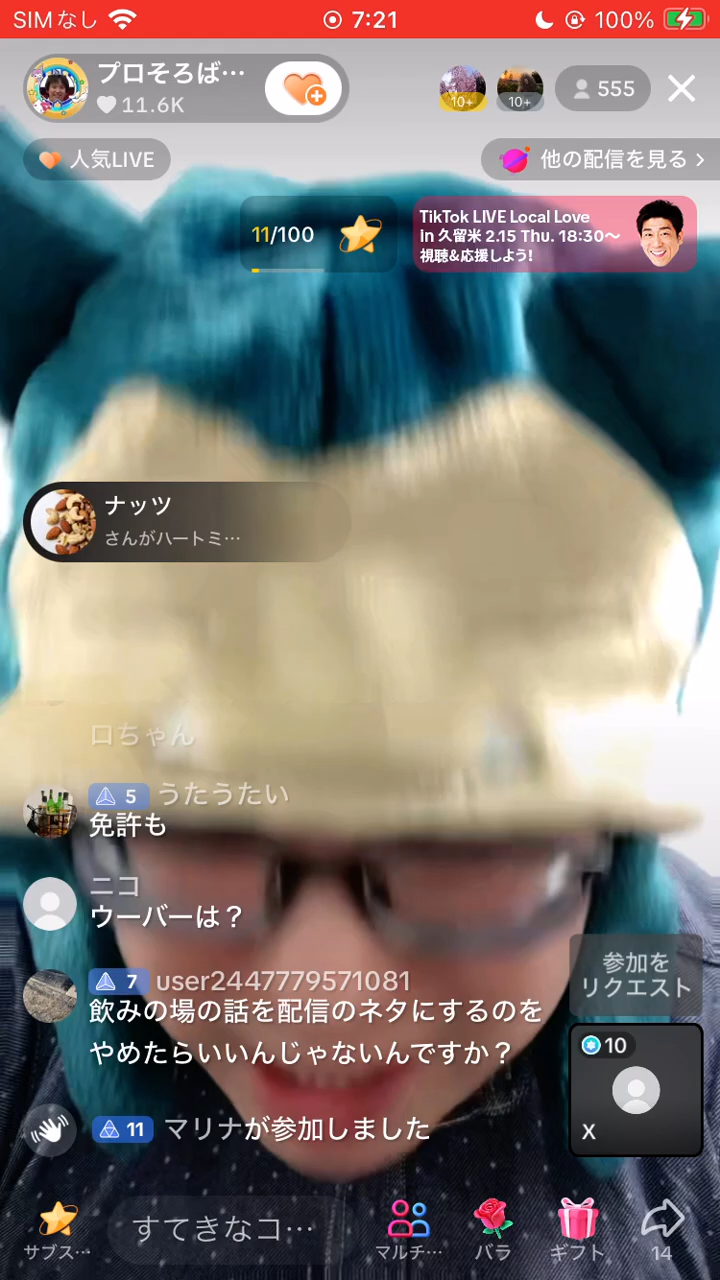 SIMなし 7:21 100%
プロそろば…
11.6K
10+ 10+ 555
人気LIVE
他の配信を見る
11/100
TikTok LIVE Local Love
in 久留米 2.15 Thu. 18:30～
視聴&応援しよう!
ナッツ
さんがハートミ…
ロちゃん
5 うたうたい
免許も
ニコ
ウーバーは？
7 user2447779571081
飲みの場の話を配信のネタにするのを
やめたらいいんじゃないんですか？
11 マリナが参加しました
参加を
リクエスト
10
X
すてきなコ…
サブス… マルチ… バラ ギフト 14